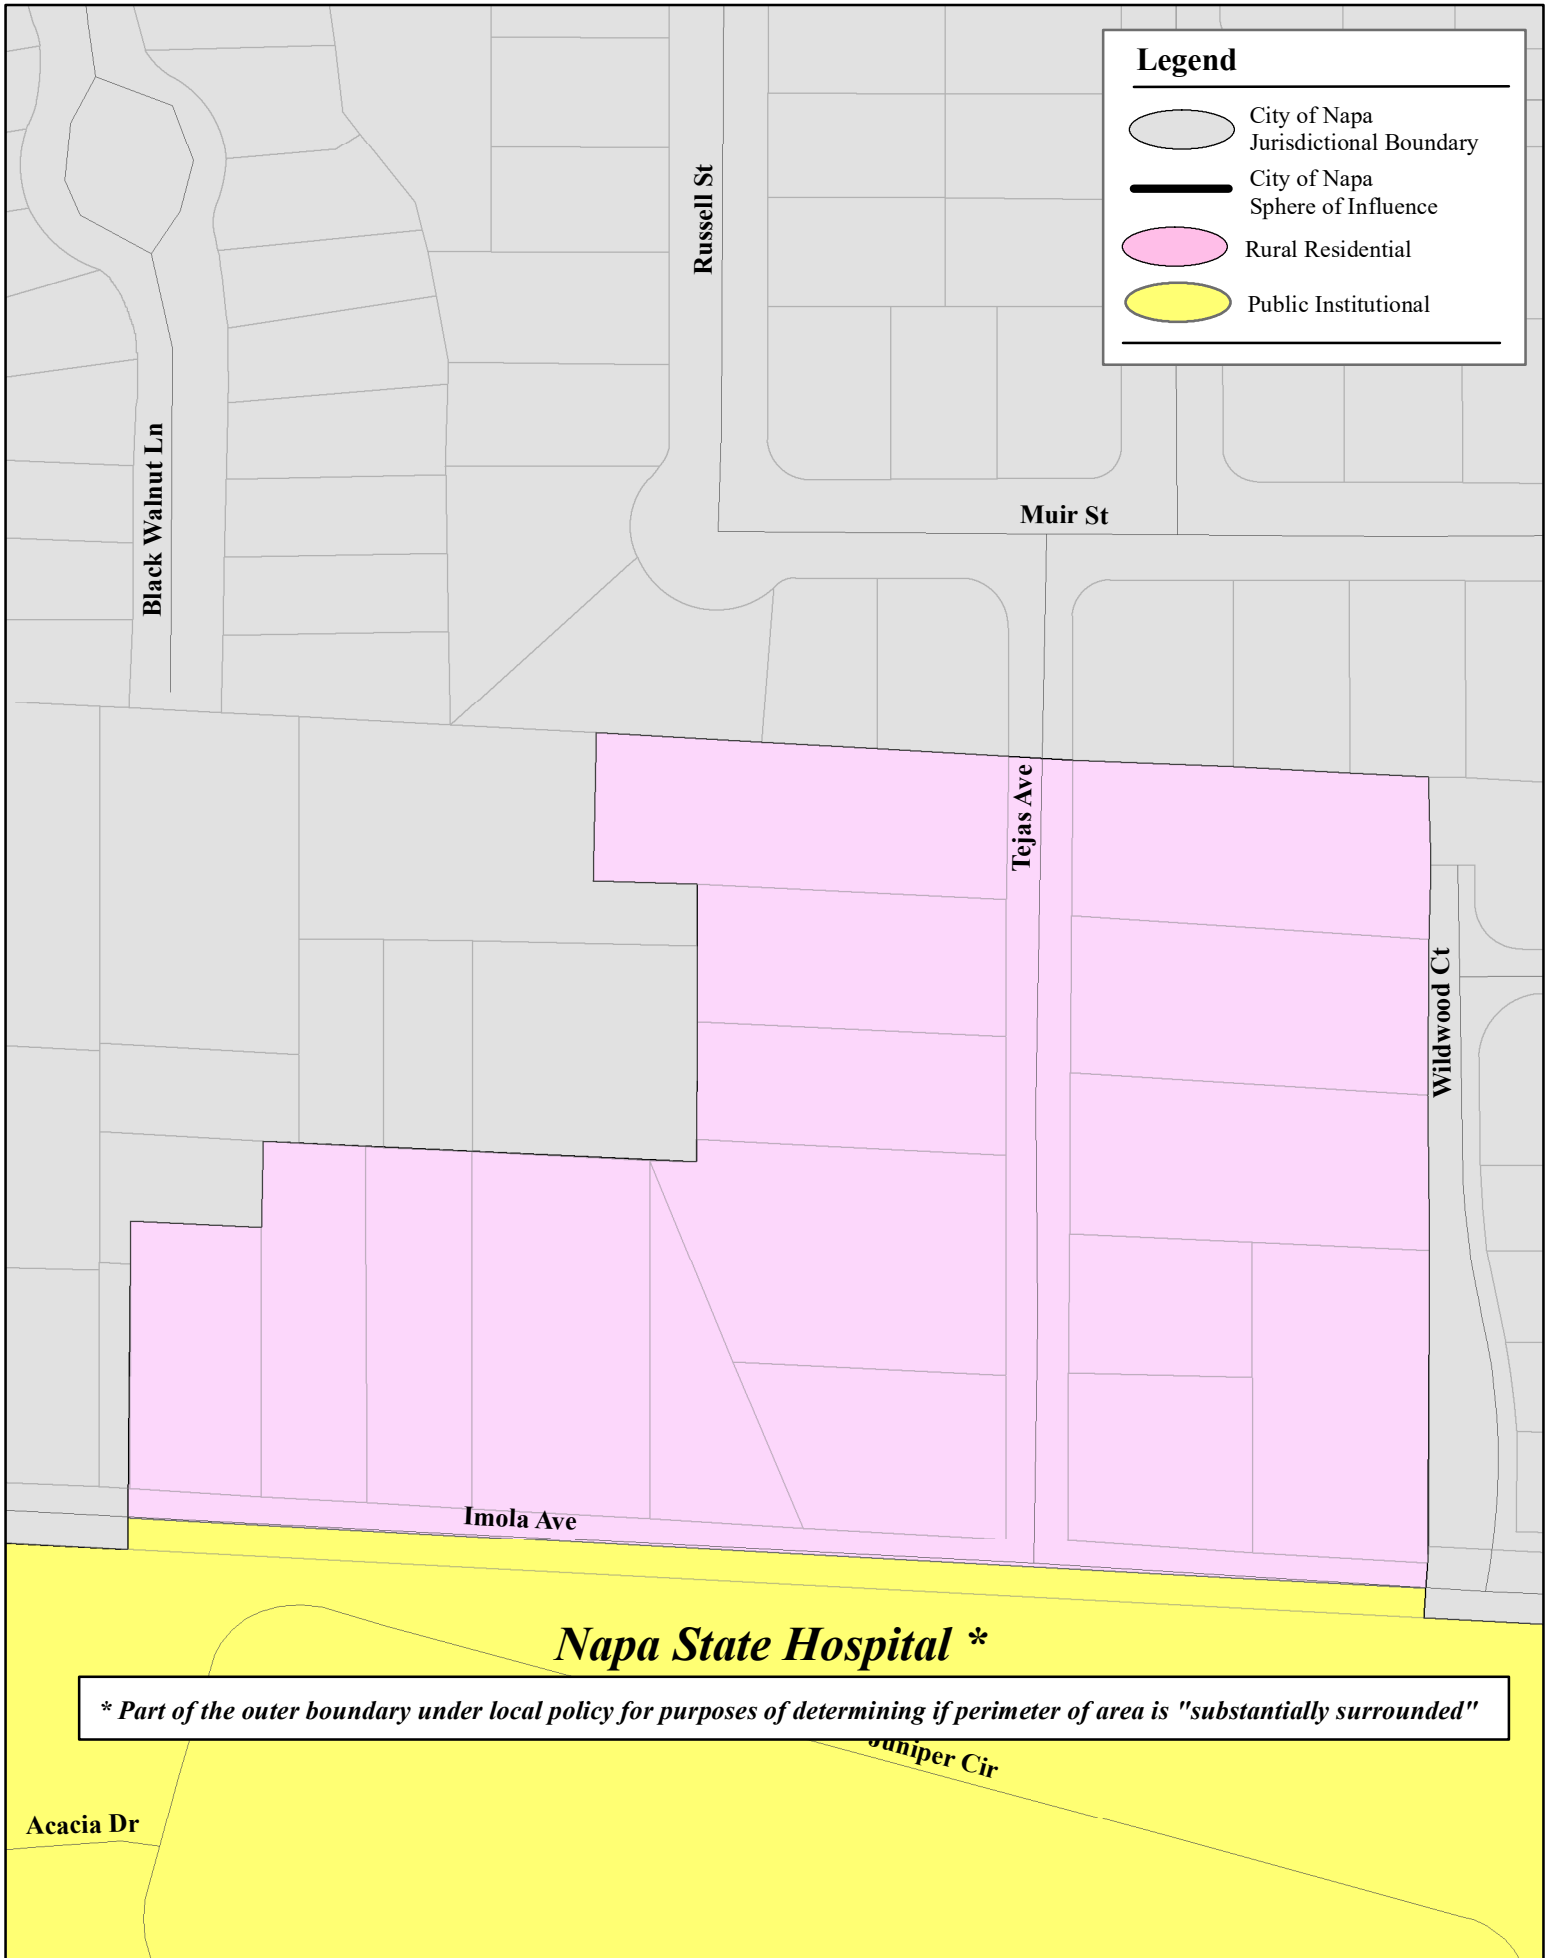 Legend
City of Napa
Jurisdictional Boundary
City of Napa
Sphere of Influence
Rural Residential
Public Institutional
Russell St
Black Walnut Ln
Muir St
Tejas Ave
Wildwood Ct
Imola Ave
Napa State Hospital *
* Part of the outer boundary under local policy for purposes of determining if perimeter of area is "substantially surrounded"
Juniper Cir
Acacia Dr